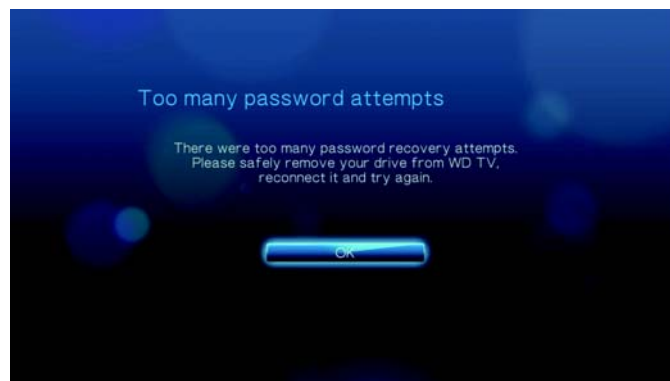 Too many password attempts
There were too many password recovery attempts.
Please safely remove your drive from WD TV,
reconnect it and try again.
OK